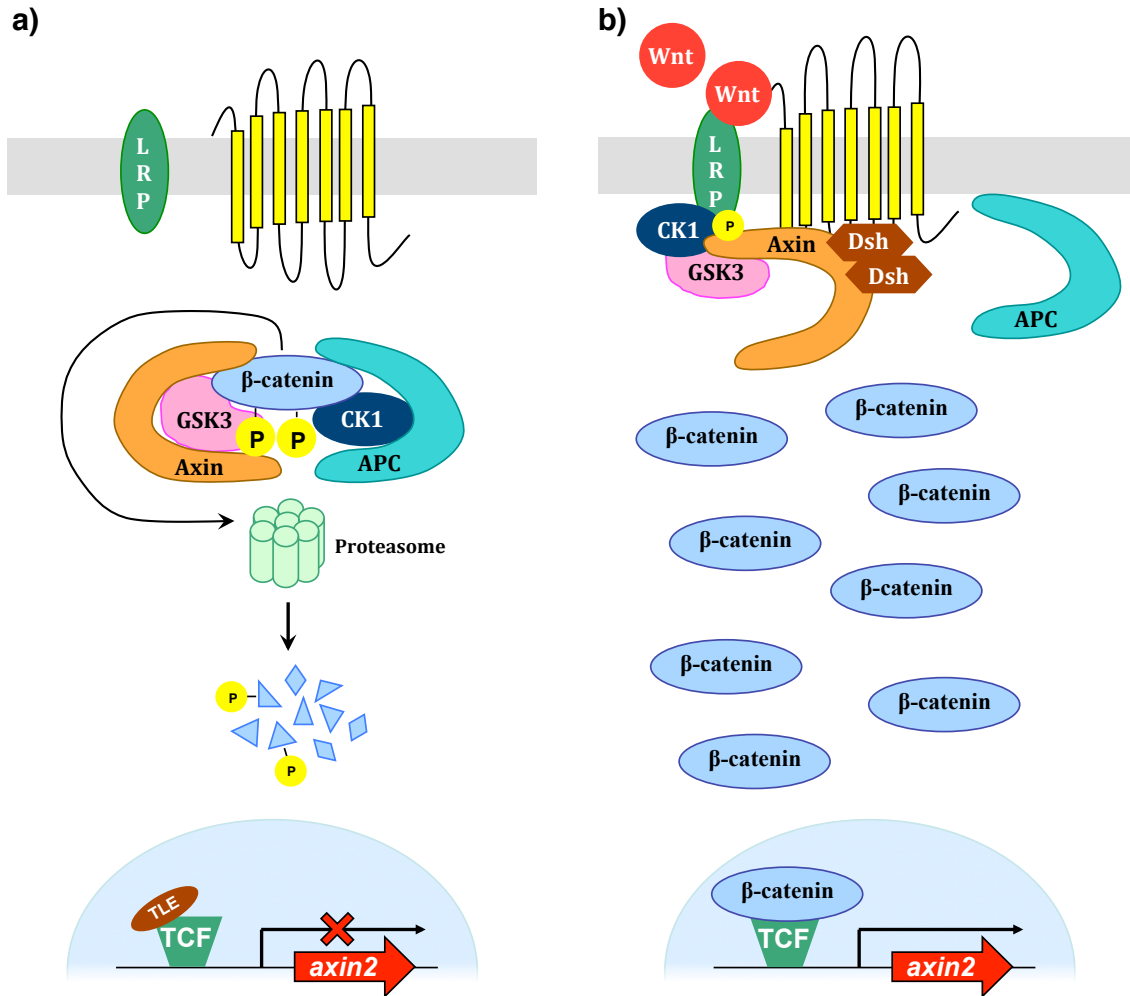 a)
L
R
P
β-catenin
GSK3
CK1
P
P
Axin
APC
Proteasome
P
P
TLE
TCF
axin2
b)
Wnt
Wnt
L
R
P
CK1
P
Axin
Dsh
GSK3
Dsh
APC
β-catenin
β-catenin
β-catenin
β-catenin
β-catenin
β-catenin
β-catenin
β-catenin
β-catenin
TCF
axin2